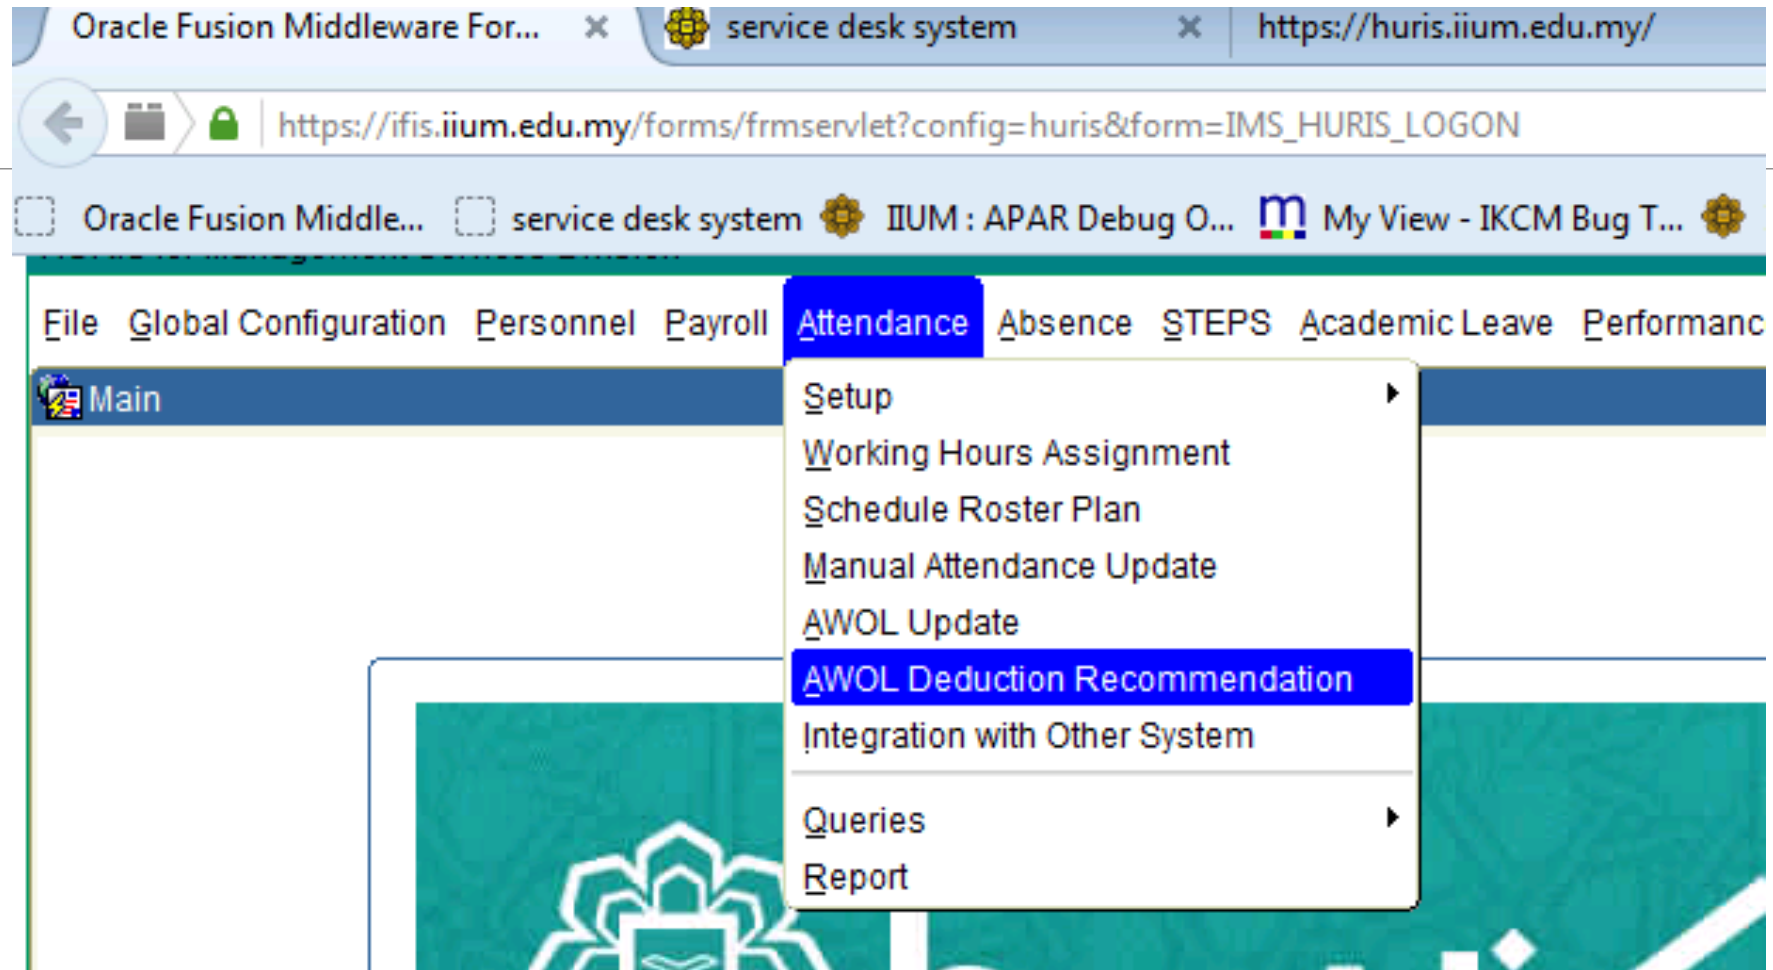 Oracle Fusion Middleware For...
service desk system
https://huris.iium.edu.my/
https://ifis.iium.edu.my/forms/frmservlet?config=huris&form=IMS_HURIS_LOGON
Oracle Fusion Middle...
service desk system
IIUM : APAR Debug O...
My View - IKCM Bug T...
File Global Configuration Personnel Payroll Attendance Absence STEPS Academic Leave Performanc
Main
Setup
Working Hours Assignment
Schedule Roster Plan
Manual Attendance Update
AWOL Update
AWOL Deduction Recommendation
Integration with Other System
Queries
Report